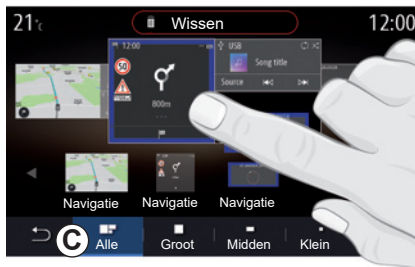 21°c
Wissen
12:00
12:00
USB
50
Song title
800m
Source
Navigatie
Navigatie
Navigatie
C
Alle
Groot
Midden
Klein